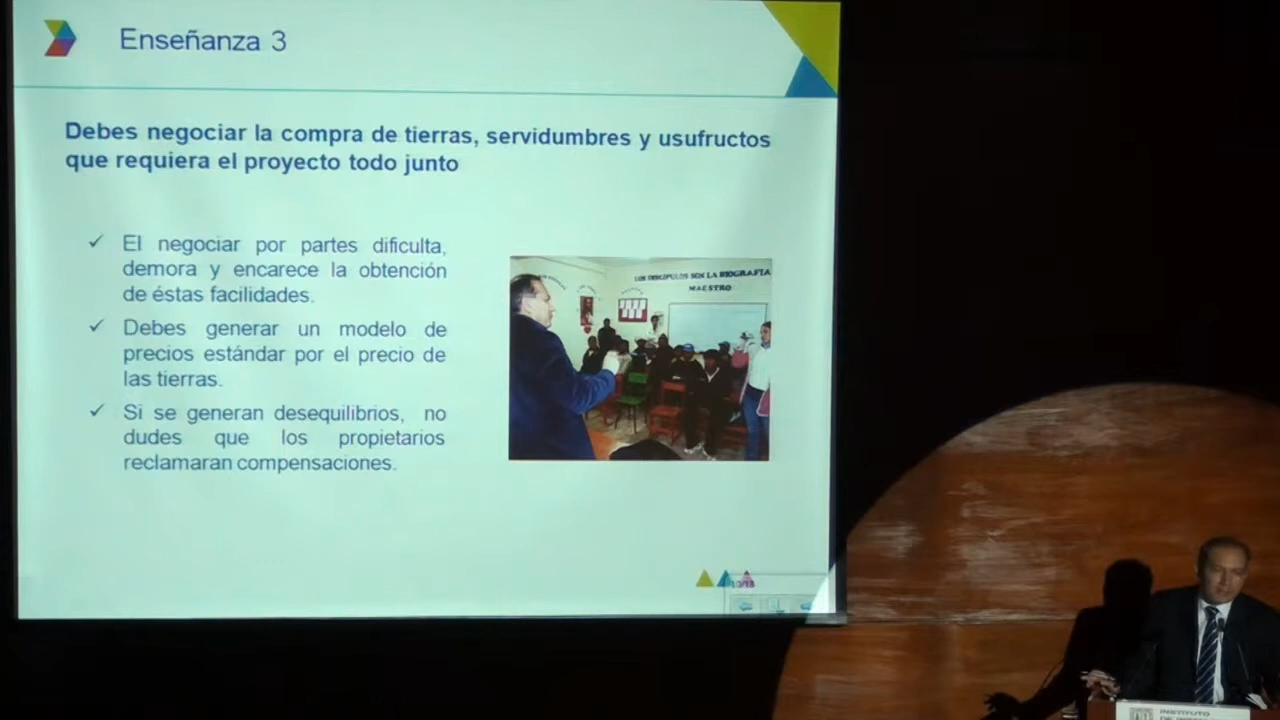 Enseñanza 3
Debes negociar la compra de tierras, servidumbres y usufructos
que requiera el proyecto todo junto
✓ El negociar por partes dificulta,
demora y encarece la obtención
de éstas facilidades.
✓ Debes generar un modelo de
precios estándar por el precio de
las tierras.
✓ Si se generan desequilibrios, no
dudes que los propietarios
reclamaran compensaciones.
LOS DISCIPULOS SON LA BIOGRAFIA
MAESTRO
INSTITUTO